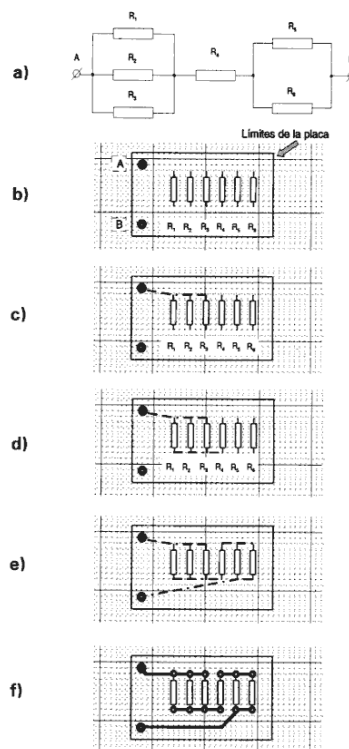 a)
R₁
R₂
R₃
A
R₄
R₅
R₆
Límites de la placa
b)
A
B
R₁ R₂ R₃ R₄ R₅ R₆
c)
R₁ R₂ R₃ R₄ R₅ R₆
d)
R₁ R₂ R₃ R₄ R₅ R₆
e)
f)